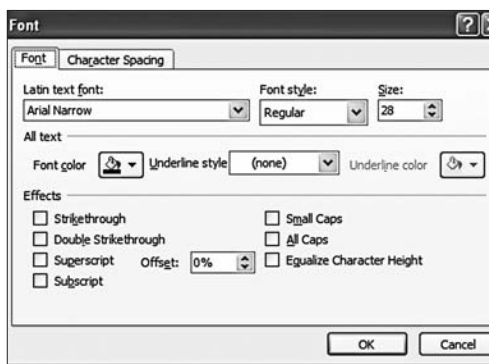 Font
Font Character Spacing
Latin text font: Font style: Size:
Arial Narrow Regular 28
All text
Font color Underline style (none) Underline color
Effects
Strikethrough Small Caps
Double Strikethrough All Caps
Superscript Offset: 0% Equalize Character Height
Subscript
OK Cancel